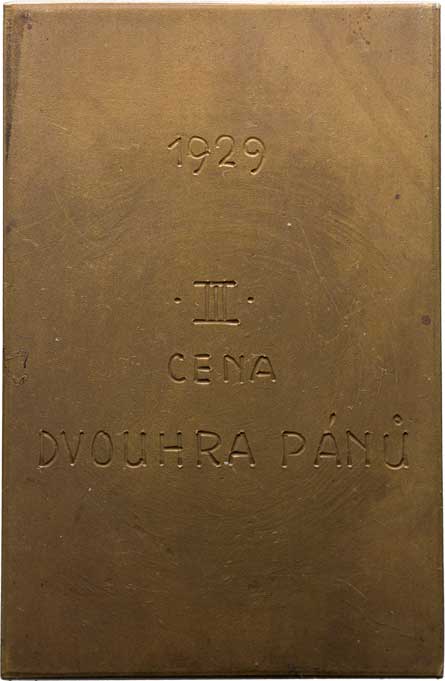 1929
·III·
CENA
DVOUHRA PÁNŮ